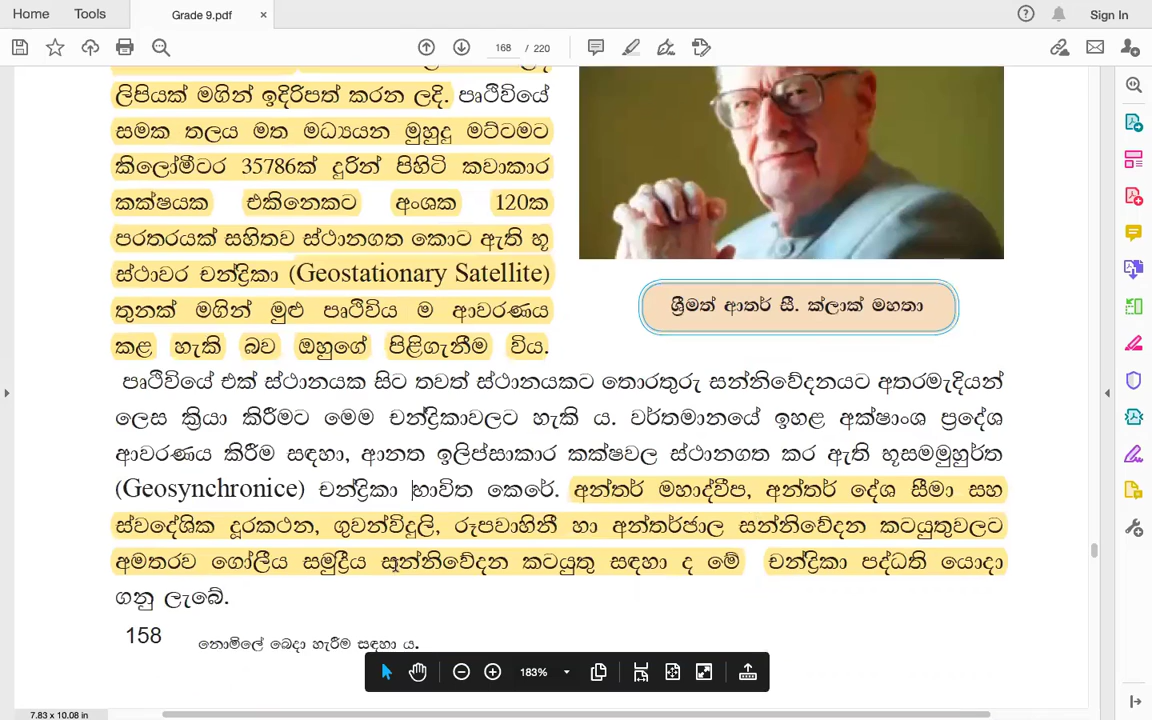 Home Tools Grade 9.pdf × Sign In
168 / 220
ලිපියක් මගින් ඉදිරිපත් කරන ලදි. පෘථිවියේ
සමක තලය මත මධ්‍යයන මුහුදු මට්ටමට
කිලෝමීටර 35786ක් දුරින් පිහිටි කවාකාර
කක්ෂයක එකිනෙකට අංශක 120ක
පරතරයක් සහිතව ස්ථානගත කොට ඇති භූ
ස්ථාවර චන්ද්‍රිකා (Geostationary Satellite)
තුනක් මගින් මුළු පෘථිවිය ම ආවරණය
කළ හැකි බව ඔහුගේ පිළිගැනීම විය.
ශ්‍රීමත් ආතර් සී. ක්ලාක් මහතා
පෘථිවියේ එක් ස්ථානයක සිට තවත් ස්ථානයකට තොරතුරු සන්නිවේදනයට අතරමැදියන්
ලෙස ක්‍රියා කිරීමට මෙම චන්ද්‍රිකාවලට හැකි ය. වර්තමානයේ ඉහළ අක්ෂාංශ ප්‍රදේශ
ආවරණය කිරීම සඳහා, ආනත ඉලිප්සාකාර කක්ෂවල ස්ථානගත කර ඇති භූසමමුහුර්ත
(Geosynchronice) චන්ද්‍රිකා භාවිත කෙරේ. අන්තර් මහාද්වීප, අන්තර් දේශ සීමා සහ
ස්වදේශික දූරකථන, ගුවන්විදුලි, රූපවාහිනී හා අන්තර්ජාල සන්නිවේදන කටයුතුවලට
අමතරව ගෝලීය සමුද්‍රීය සන්නිවේදන කටයුතු සඳහා ද මේ චන්ද්‍රිකා පද්ධති යොදා
ගනු ලැබේ.
158 නොමිලේ බෙදා හැරීම සඳහා ය.
183%
7.83 x 10.08 in